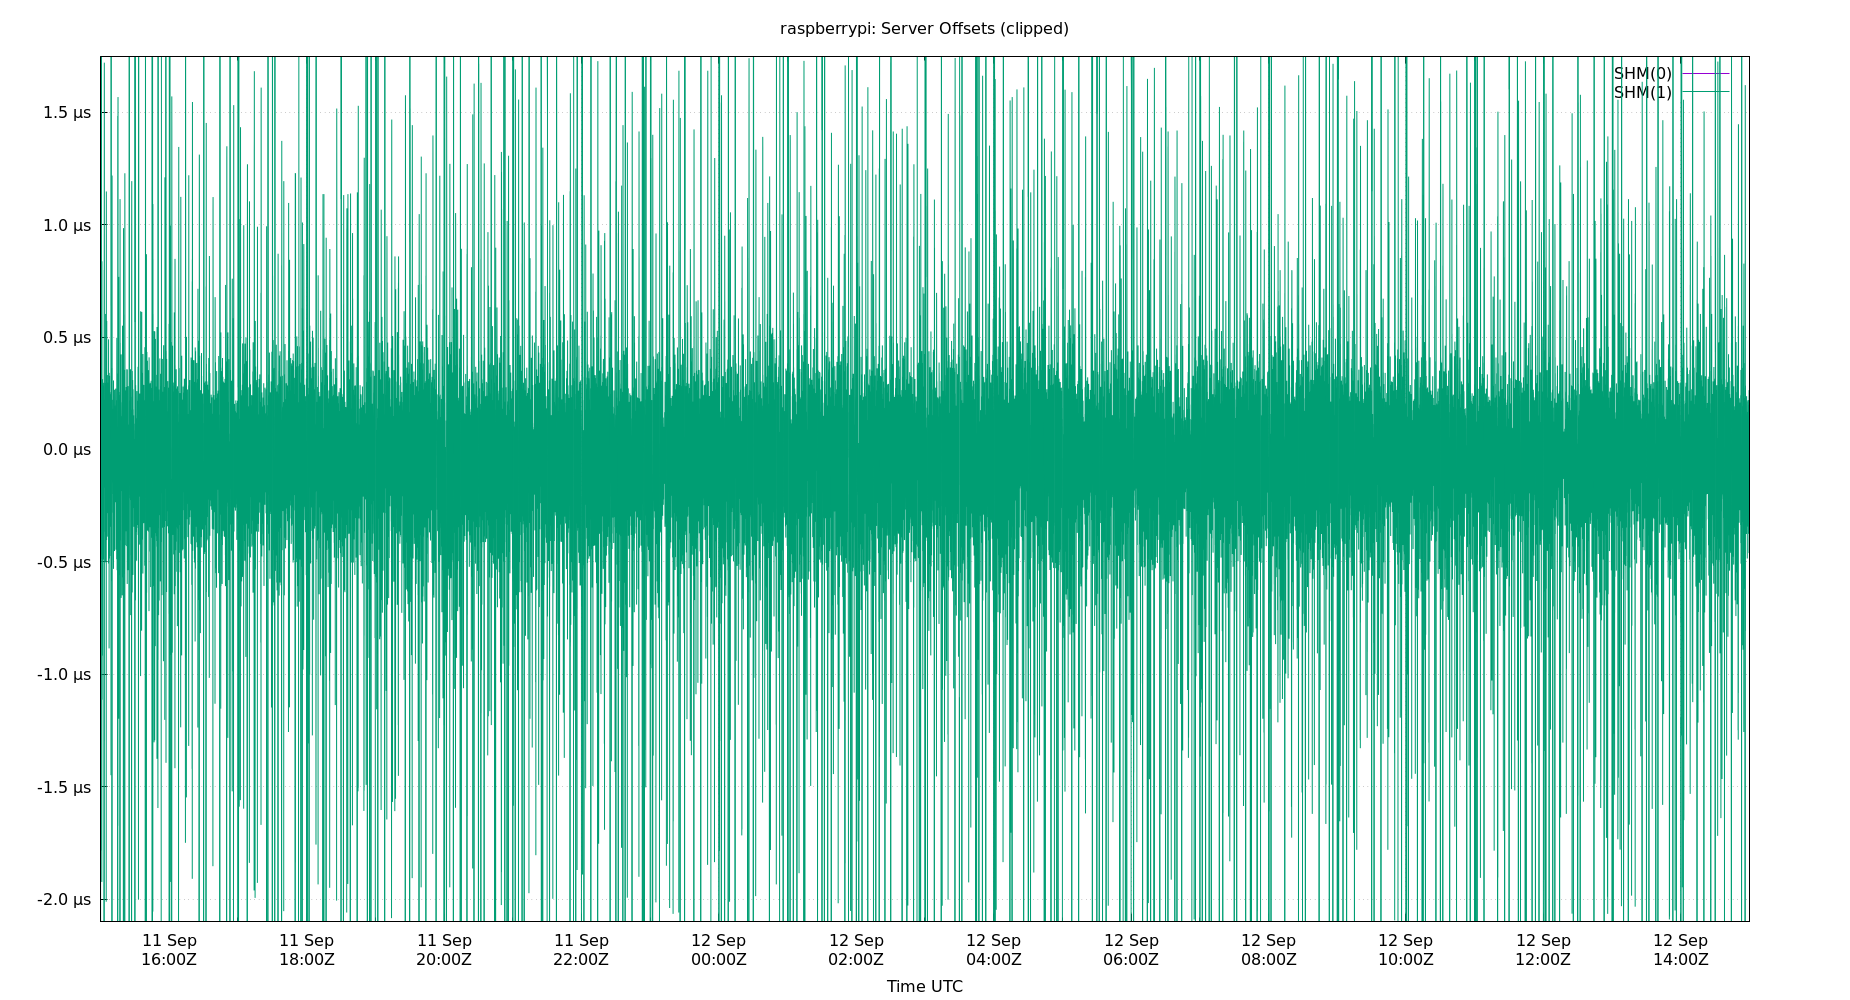 raspberrypi: Server Offsets (clipped)
SHM(0)
SHM(1)
1.5 µs
1.0 µs
0.5 µs
0.0 µs
-0.5 µs
-1.0 µs
-1.5 µs
-2.0 µs
11 Sep 11 Sep 11 Sep 11 Sep 12 Sep 12 Sep 12 Sep 12 Sep 12 Sep 12 Sep 12 Sep 12 Sep
16:00Z 18:00Z 20:00Z 22:00Z 00:00Z 02:00Z 04:00Z 06:00Z 08:00Z 10:00Z 12:00Z 14:00Z
Time UTC